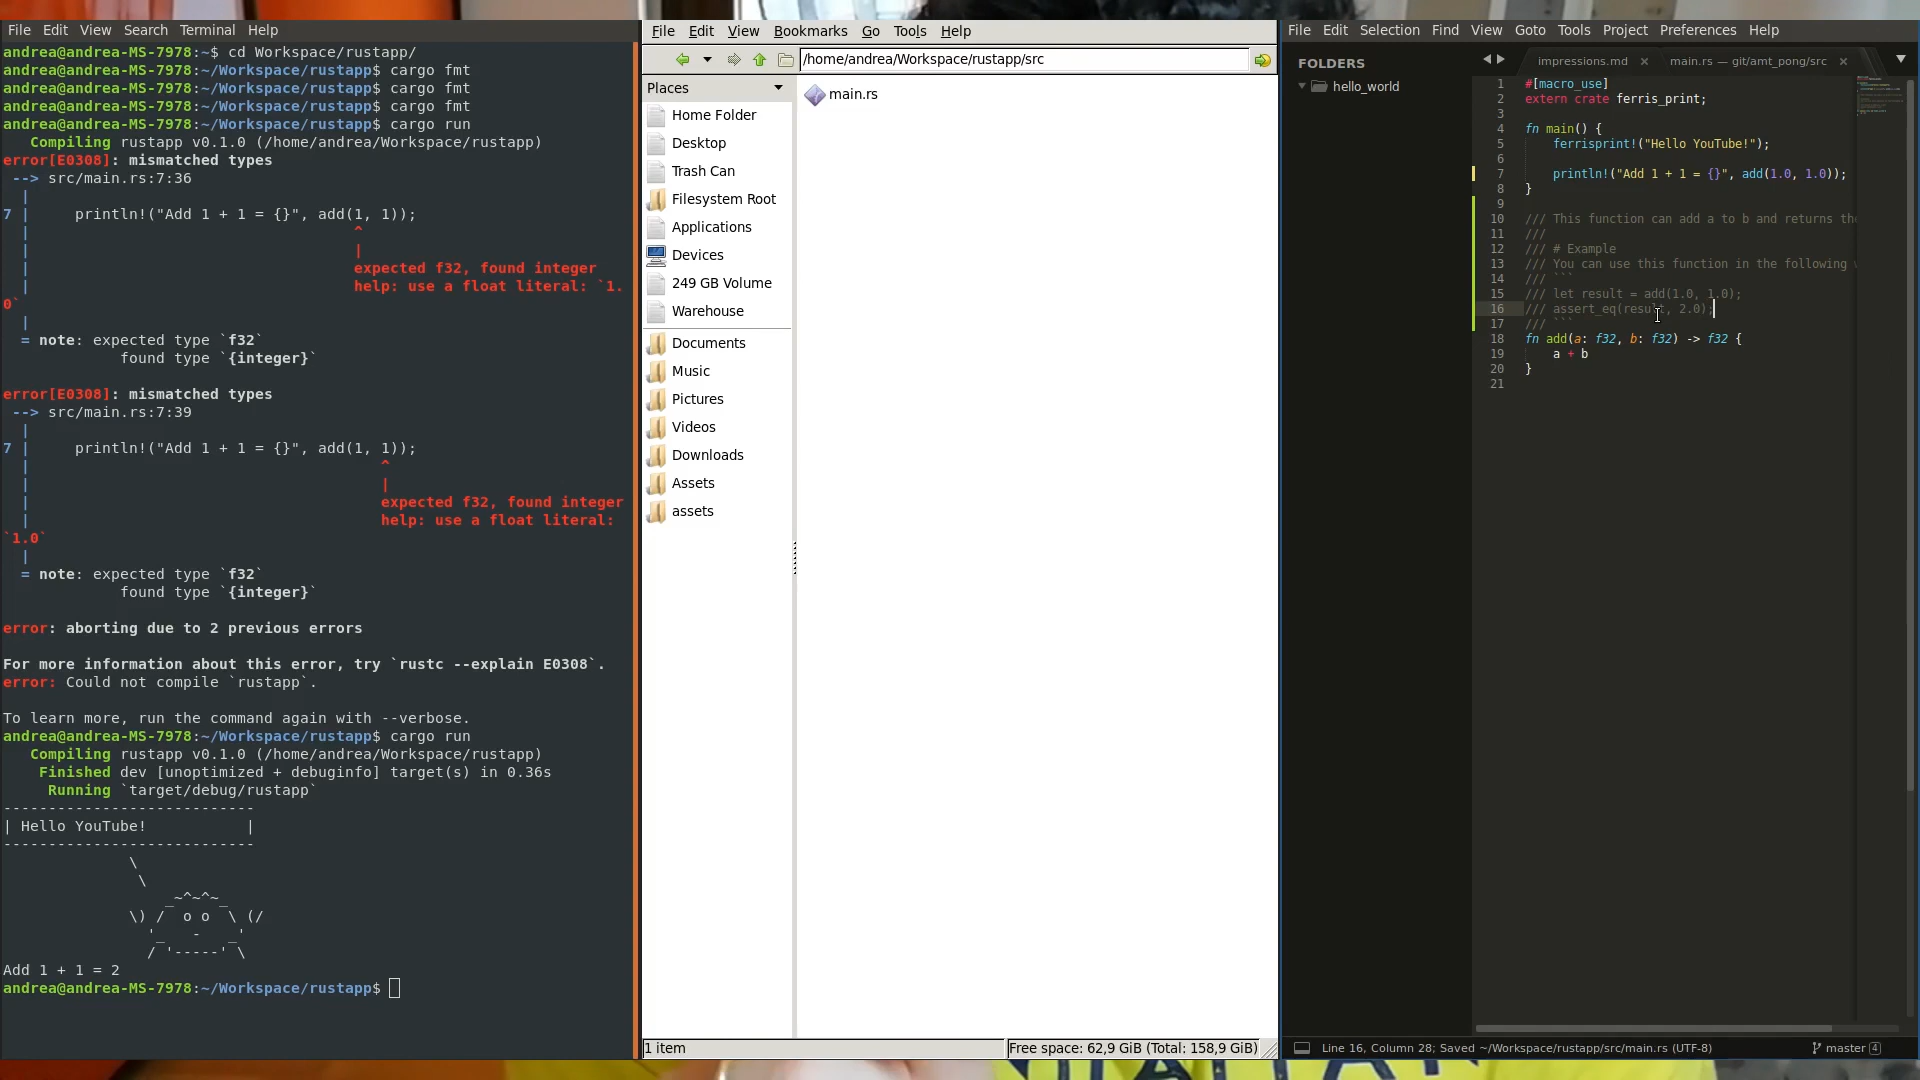 File Edit View Search Terminal Help
andrea@andrea-MS-7978:~$ cd Workspace/rustapp/
andrea@andrea-MS-7978:~/Workspace/rustapp$ cargo fmt
andrea@andrea-MS-7978:~/Workspace/rustapp$ cargo fmt
andrea@andrea-MS-7978:~/Workspace/rustapp$ cargo fmt
andrea@andrea-MS-7978:~/Workspace/rustapp$ cargo run
   Compiling rustapp v0.1.0 (/home/andrea/Workspace/rustapp)
error[E0308]: mismatched types
 --> src/main.rs:7:36
  |
7 |     println!("Add 1 + 1 = {}", add(1, 1));
  |                                    ^
  |                                    |
  |                                    expected f32, found integer
  |                                    help: use a float literal: `1.
0`
  |
  = note: expected type `f32`
             found type `{integer}`
error[E0308]: mismatched types
 --> src/main.rs:7:39
  |
7 |     println!("Add 1 + 1 = {}", add(1, 1));
  |                                       ^
  |                                       |
  |                                       expected f32, found integer
  |                                       help: use a float literal:
`1.0`
  |
  = note: expected type `f32`
             found type `{integer}`
error: aborting due to 2 previous errors
For more information about this error, try `rustc --explain E0308`.
error: Could not compile `rustapp`.
To learn more, run the command again with --verbose.
andrea@andrea-MS-7978:~/Workspace/rustapp$ cargo run
   Compiling rustapp v0.1.0 (/home/andrea/Workspace/rustapp)
    Finished dev [unoptimized + debuginfo] target(s) in 0.36s
     Running `target/debug/rustapp`
----------------------------
| Hello YouTube!           |
----------------------------
              \
               \
                  _~^~^~_
              \) /  o o  \ (/
                '_   -   _'
                / '-----' \
Add 1 + 1 = 2
andrea@andrea-MS-7978:~/Workspace/rustapp$
File Edit View Bookmarks Go Tools Help
/home/andrea/Workspace/rustapp/src
Places
Home Folder
Desktop
Trash Can
Filesystem Root
Applications
Devices
249 GB Volume
Warehouse
Documents
Music
Pictures
Videos
Downloads
Assets
assets
main.rs
1 item
Free space: 62,9 GiB (Total: 158,9 GiB)
File Edit Selection Find View Goto Tools Project Preferences Help
FOLDERS
hello_world
impressions.md × main.rs — git/amt_pong/src ×
1 #[macro_use]
2 extern crate ferris_print;
3
4 fn main() {
5     ferrisprint!("Hello YouTube!");
6
7     println!("Add 1 + 1 = {}", add(1.0, 1.0));
8 }
9
10 /// This function can add a to b and returns the
11 ///
12 /// # Example
13 /// You can use this function in the following
14 /// ```
15 /// let result = add(1.0, 1.0);
16 /// assert_eq(result, 2.0);
17 /// ```
18 fn add(a: f32, b: f32) -> f32 {
19     a + b
20 }
21
Line 16, Column 28; Saved ~/Workspace/rustapp/src/main.rs (UTF-8)
master 4